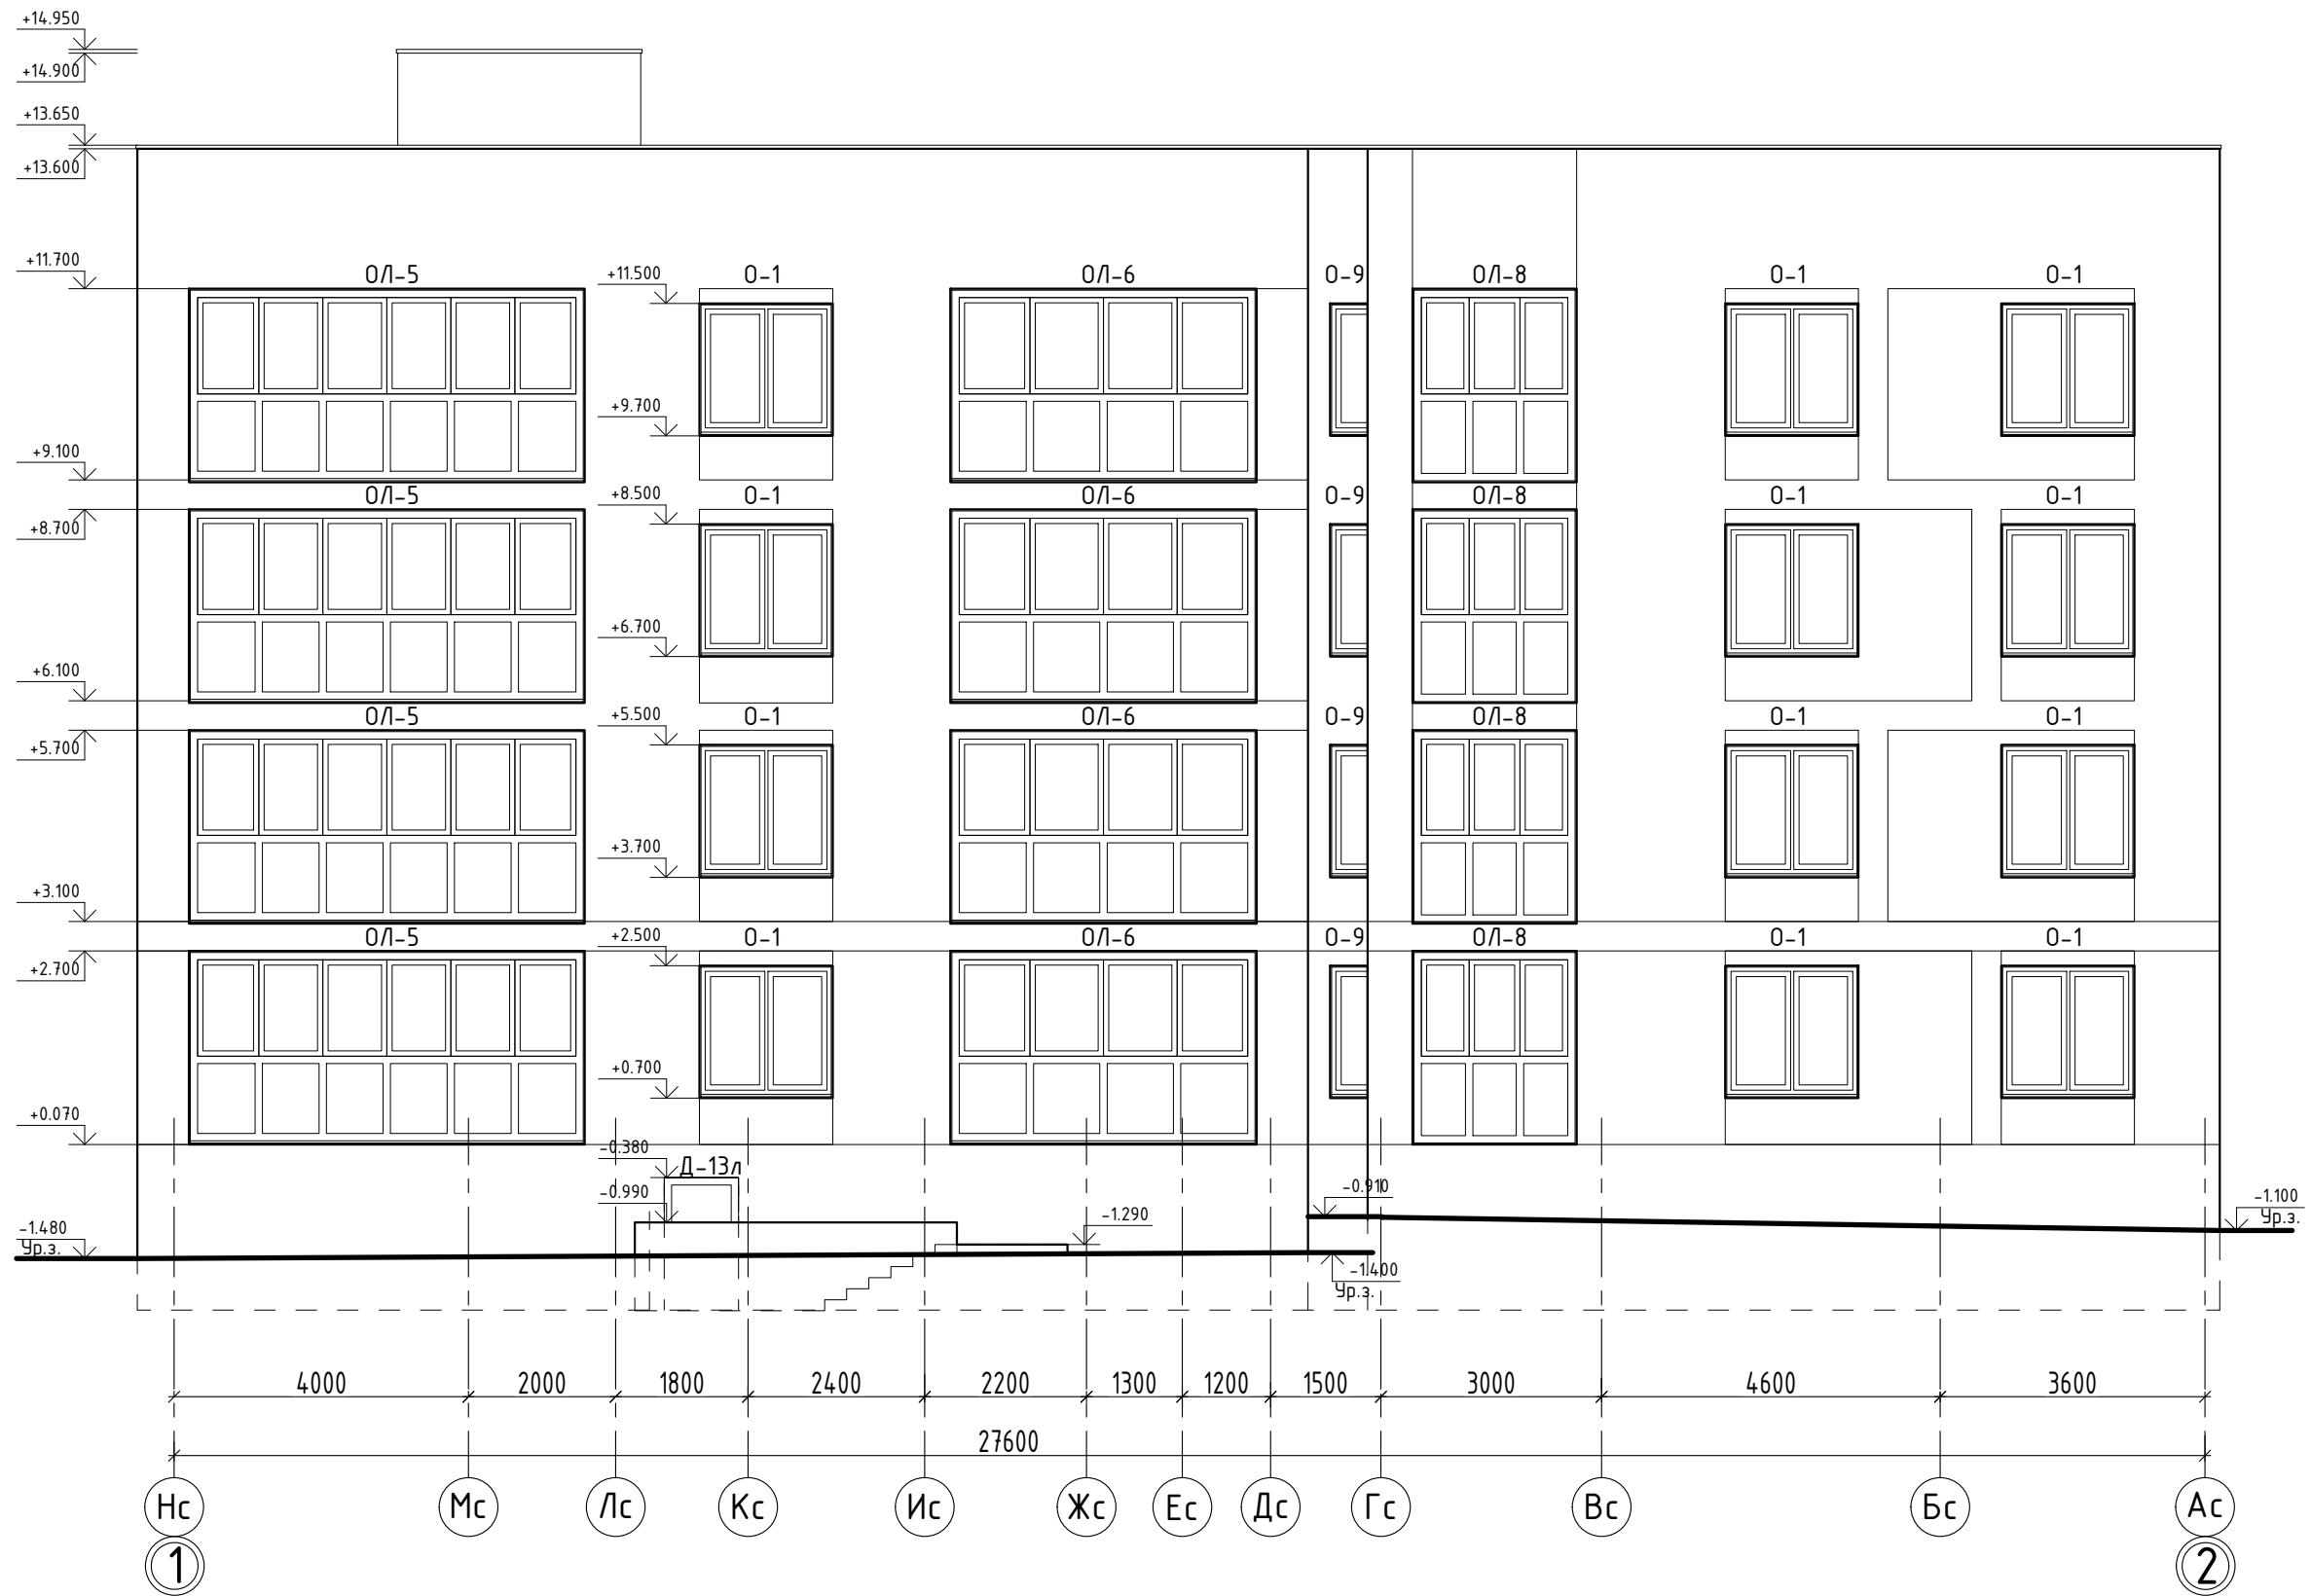 +14.950
+14.900
+13.650
+13.600
+11.700
ОЛ-5
+11.500
О-1
ОЛ-6
О-9
ОЛ-8
О-1
О-1
+9.700
+9.100
ОЛ-5
+8.500
О-1
ОЛ-6
О-9
ОЛ-8
О-1
О-1
+8.700
+6.700
+6.100
ОЛ-5
+5.500
О-1
ОЛ-6
О-9
ОЛ-8
О-1
О-1
+5.700
+3.700
+3.100
ОЛ-5
+2.500
О-1
ОЛ-6
О-9
ОЛ-8
О-1
О-1
+2.700
+0.700
+0.070
-0.380
Д-13л
-0.990
-0.910
-1.290
-1.100
Ур.з.
-1.480
Ур.з.
-1.400
Ур.з.
4000 2000 1800 2400 2200 1300 1200 1500 3000 4600 3600
27600
Нс Мс Лс Кс Ис Жс Ес Дс Гс Вс Бс Ас
1 2